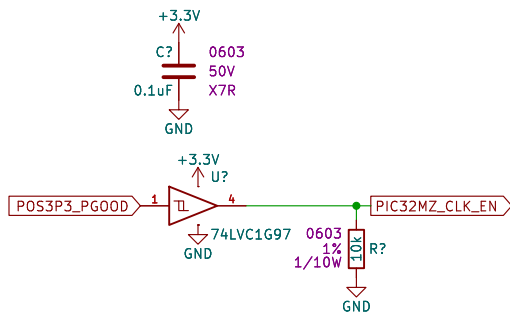 +3.3V
C? 0603
50V
0.1uF X7R
GND
+3.3V
U?
POS3P3_PGOOD 1 4 PIC32MZ_CLK_EN
74LVC1G97
GND
0603
1% 10k R?
1/10W
GND